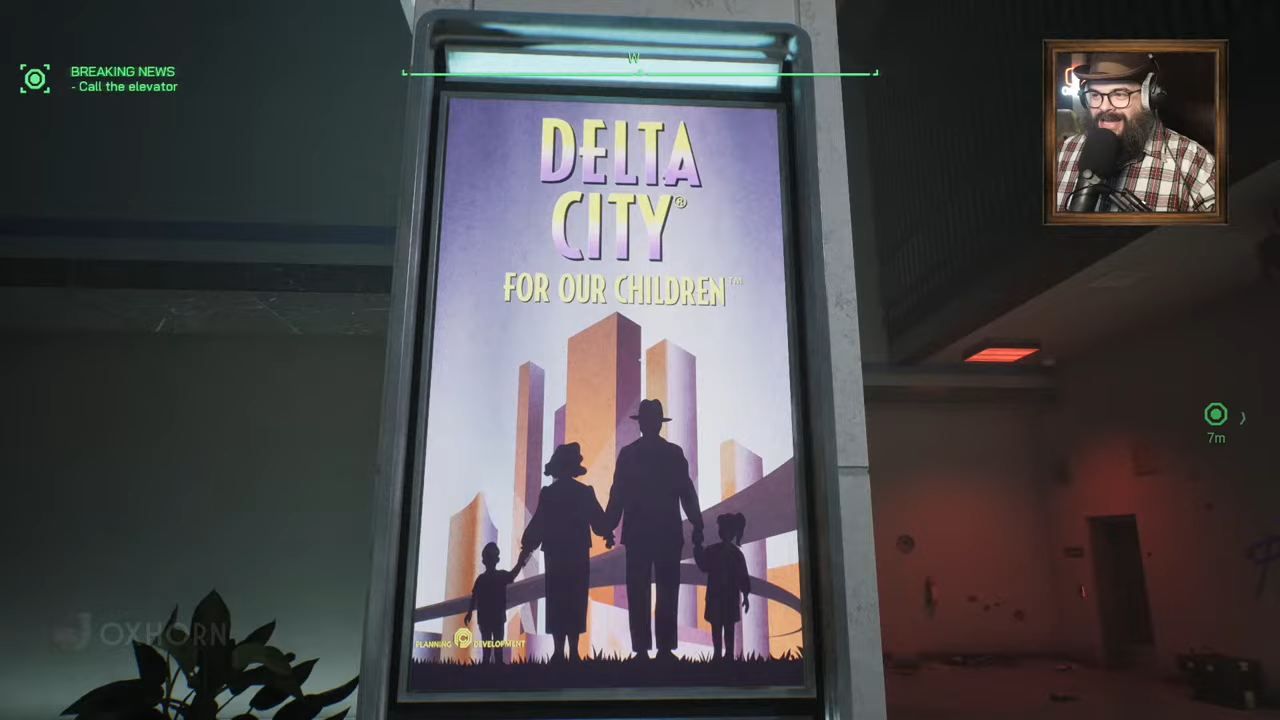 W
BREAKING NEWS
- Call the elevator
DELTA
CITY®
FOR OUR CHILDREN™
7m
OXHORN
PLANNING DEVELOPMENT